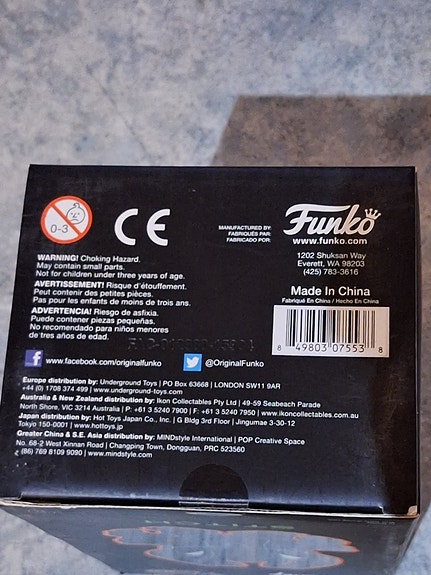 0-3
CE
MANUFACTURED BY:
FABRIQUÉS PAR:
FABRICADO POR:
Funko
www.funko.com
1202 Shuksan Way
Everett, WA 98203
(425) 783-3616
WARNING! Choking Hazard.
May contain small parts.
Not for children under three years of age.
AVERTISSEMENT! Risque d'étouffement.
Peut contenir des petites pièces.
Pas pour les enfants de moins de trois ans.
ADVERTENCIA! Riesgo de asfixia.
Puede contener piezas pequeñas.
No recomendado para niños menores
de tres años de edad.
Made In China
Fabriqué En China / Hecho En China
8 49803 07553 8
www.facebook.com/originalfunko
@OriginalFunko
Europe distribution by: Underground Toys | PO Box 63668 | LONDON SW11 9AR
+44 (0) 1708 374 499 | www.underground-toys.com
Australia & New Zealand distribution by: Ikon Collectables Pty Ltd | 49-59 Seabeach Parade
North Shore, VIC 3214 Australia | P: +61 3 5240 7900 | F: +61 3 5240 7950 | www.ikoncollectables.com.au
Japan distribution by: Hot Toys Japan Co., Inc. | G Bldg 3rd Floor | Jingumae 3-30-12
Tokyo 150-0001 | www.hottoys.jp
Greater China & S.E. Asia distribution by: MINDstyle International | POP Creative Space
No. 68-2 West Xinnan Road | Changping Town, Dongguan, PRC 523560
(86) 769 8109 9090 | www.mindstyle.com